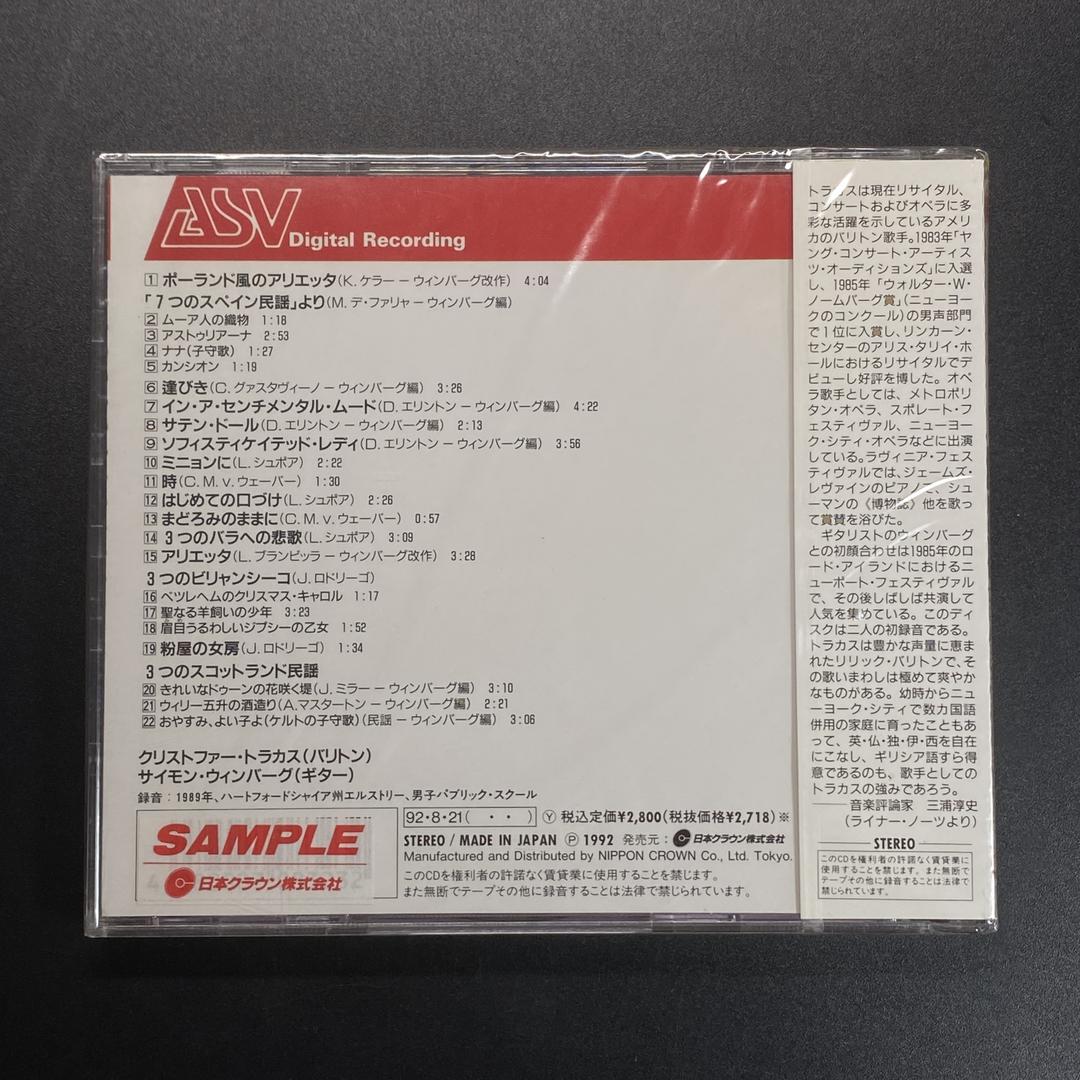 ASV Digital Recording
1 ポーランド風のアリエッタ(K. ケラー－ウィンバーグ改作) 4:04
「7つのスペイン民謡」より(M. デ・ファリャ－ウィンバーグ編)
2 ムーア人の織物 1:18
3 アストゥリアーナ 2:53
4 ナナ(子守歌) 1:27
5 カンシオン 1:19
6 逢びき(C. グァスタヴィーノ－ウィンバーグ編) 3:26
7 イン・ア・センチメンタル・ムード(D. エリントン－ウィンバーグ編) 4:22
8 サテン・ドール(D. エリントン－ウィンバーグ編) 2:13
9 ソフィスティケイテッド・レディ(D. エリントン－ウィンバーグ編) 3:56
10 ミニョンに(L. シュポア) 2:22
11 時(C. M. v. ウェーバー) 1:30
12 はじめての口づけ(L. シュポア) 2:26
13 まどろみのままに(C. M. v. ウェーバー) 0:57
14 3つのバラへの悲歌(L. シュポア) 3:09
15 アリエッタ(L. ブランビッラ－ウィンバーグ改作) 3:28
3つのビリャンシーコ(J. ロドリーゴ)
16 ベツレヘムのクリスマス・キャロル 1:17
17 聖なる羊飼いの少年 3:23
18 眉目うるわしいジプシーの乙女 1:52
19 粉屋の女房(J. ロドリーゴ) 1:34
3つのスコットランド民謡
20 きれいなドゥーンの花咲く堤(J. ミラー－ウィンバーグ編) 3:10
21 ウィリー五升の酒造り(A. マスタートン－ウィンバーグ編) 2:21
22 おやすみ、よい子よ(ケルトの子守歌)(民謡－ウィンバーグ編) 3:06
クリストファー・トラカス(バリトン)
サイモン・ウィンバーグ(ギター)
録音：1989年、ハートフォードシャイア州エルストリー、男子パブリック・スクール
SAMPLE
日本クラウン株式会社
92・8・21(　・　・　) Ⓨ 税込定価¥2,800(税抜価格¥2,718)※
STEREO / MADE IN JAPAN Ⓟ 1992 発売元：日本クラウン株式会社
Manufactured and Distributed by NIPPON CROWN Co., Ltd. Tokyo.
このCDを権利者の許諾なく賃貸業に使用することを禁じます。
また無断でテープその他に録音することは法律で禁じられています。
トラカスは現在リサイタル、
コンサートおよびオペラに多
彩な活躍を示しているアメリ
カのバリトン歌手。1983年「ヤ
ング・コンサート・アーティス
ツ・オーディションズ」に入選
し、1985年「ウォルター・W・
ノームバーグ賞」(ニューヨー
クのコンクール)の男声部門
で1位に入賞し、リンカーン・
センターのアリス・タリイ・ホ
ールにおけるリサイタルでデ
ビューし好評を博した。オペ
ラ歌手としては、メトロポリ
タン・オペラ、スポレート・フ
ェスティヴァル、ニューヨー
ク・シティ・オペラなどに出演
している。ラヴィニア・フェス
ティヴァルでは、ジェームズ・
レヴァインのピアノで、シュ
ーマンの《博物誌》他を歌っ
て賞賛を浴びた。
ギタリストのウィンバーグ
との初顔合わせは1985年のロ
ード・アイランドにおけるニ
ューポート・フェスティヴァル
で、その後しばしば共演して
人気を集めている。このディ
スクは二人の初録音である。
トラカスは豊かな声量に恵ま
れたリリック・バリトンで、そ
の歌いまわしは極めて爽やか
なものがある。幼時からニュ
ーヨーク・シティで数カ国語
併用の家庭に育ったこともあ
って、英・仏・独・伊・西を自在
にこなし、ギリシア語すら得
意であるのも、歌手としての
トラカスの強みであろう。
――音楽評論家　三浦淳史
(ライナー・ノーツより)
STEREO
このCDを権利者の許諾なく賃貸業に
使用することを禁じます。また無断で
テープその他に録音することは法律で
禁じられています。